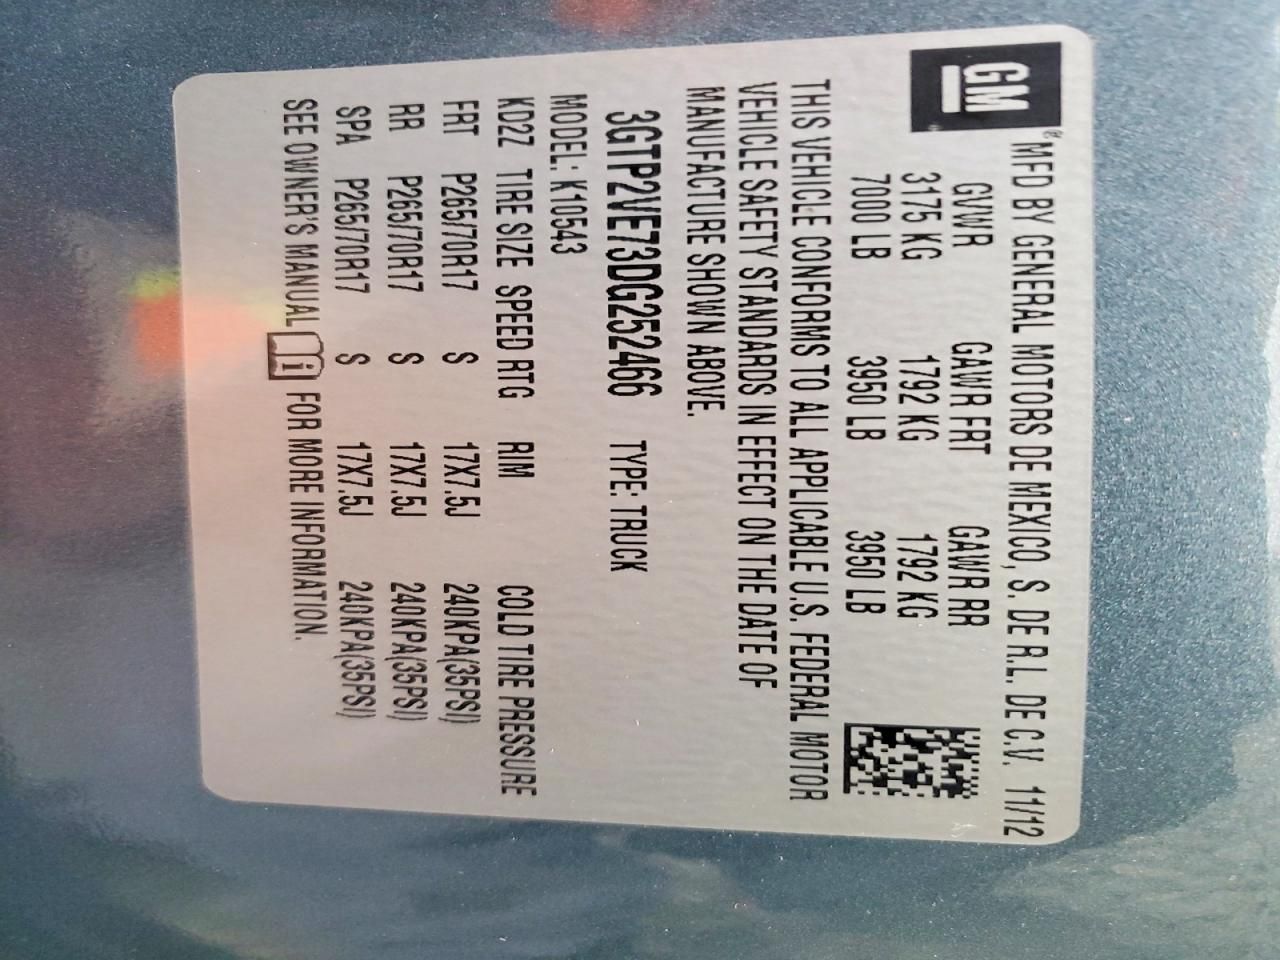 GM
® MFD BY GENERAL MOTORS DE MEXICO, S. DE R.L. DE C.V. 11/12
GVWR GAWR FRT GAWR RR
3175 KG 1792 KG 1792 KG
7000 LB 3950 LB 3950 LB
THIS VEHICLE CONFORMS TO ALL APPLICABLE U.S. FEDERAL MOTOR
VEHICLE SAFETY STANDARDS IN EFFECT ON THE DATE OF
MANUFACTURE SHOWN ABOVE.
3GTP2VE73DG252466 TYPE: TRUCK
MODEL: K10543
KD2Z TIRE SIZE SPEED RTG RIM COLD TIRE PRESSURE
FRT P265/70R17 S 17X7.5J 240KPA(35PSI)
RR P265/70R17 S 17X7.5J 240KPA(35PSI)
SPA P265/70R17 S 17X7.5J 240KPA(35PSI)
SEE OWNER'S MANUAL i FOR MORE INFORMATION.